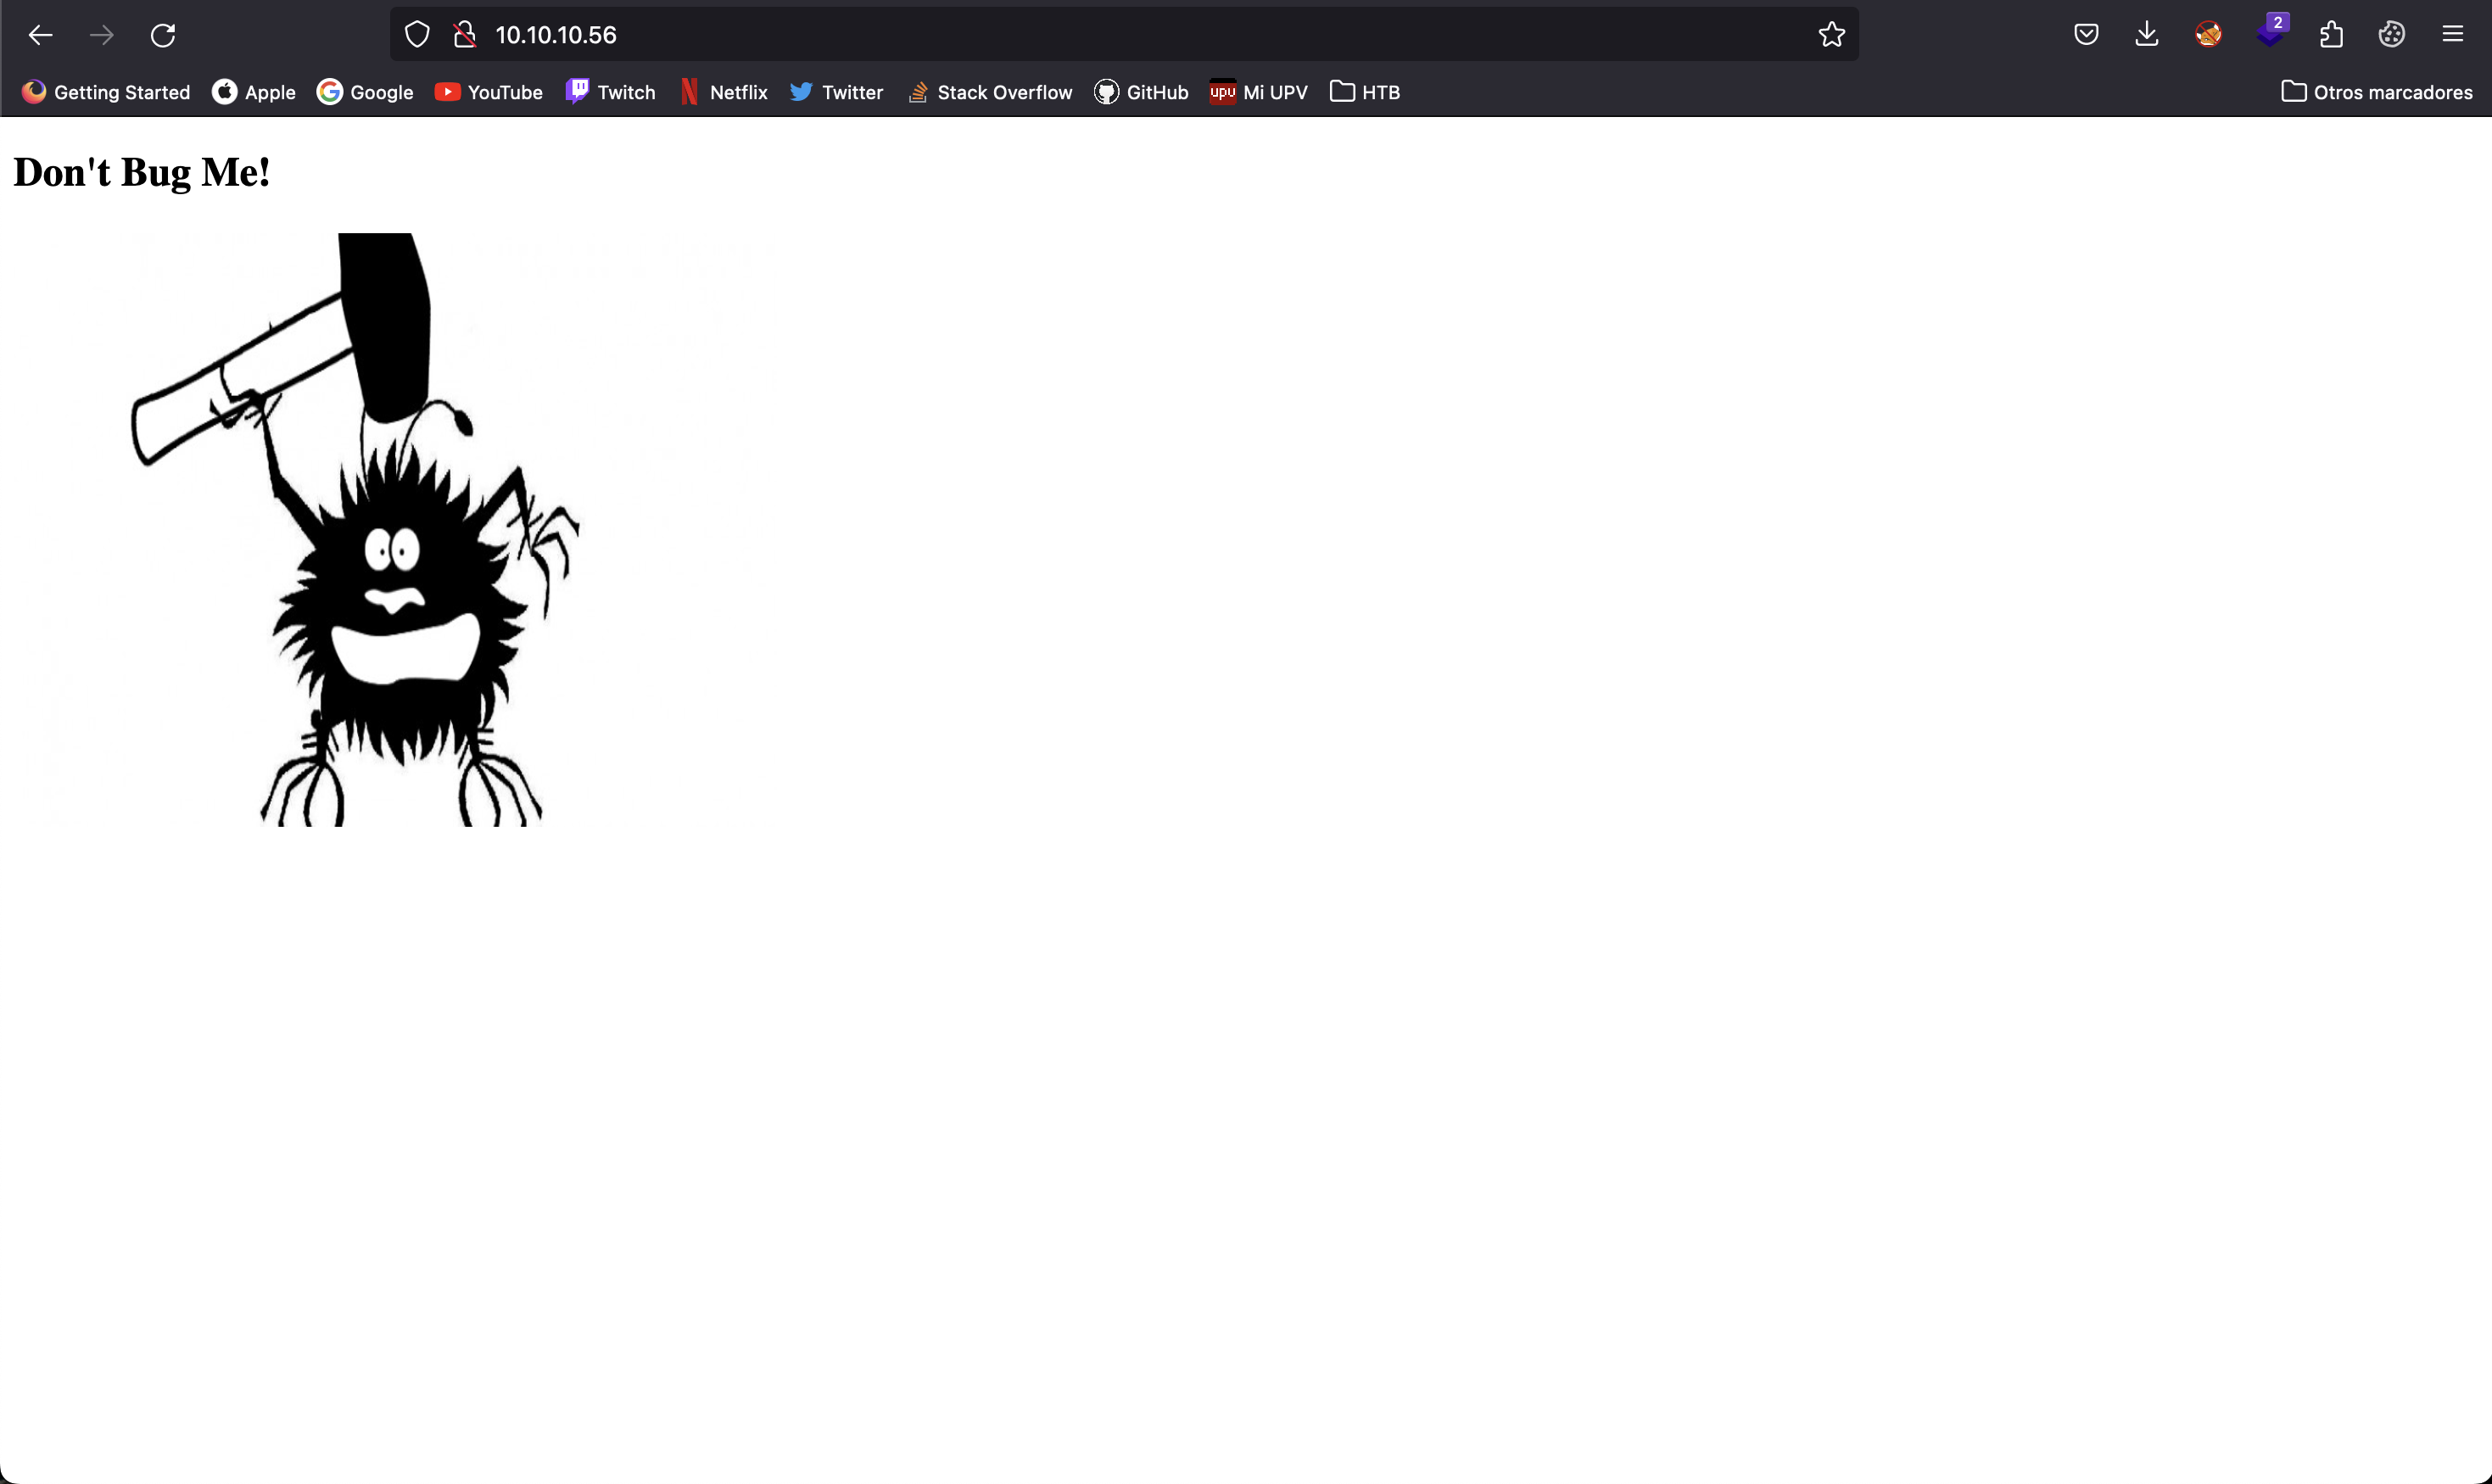 10.10.10.56
2
Getting Started Apple Google YouTube Twitch Netflix Twitter Stack Overflow GitHub upu Mi UPV HTB Otros marcadores
Don't Bug Me!